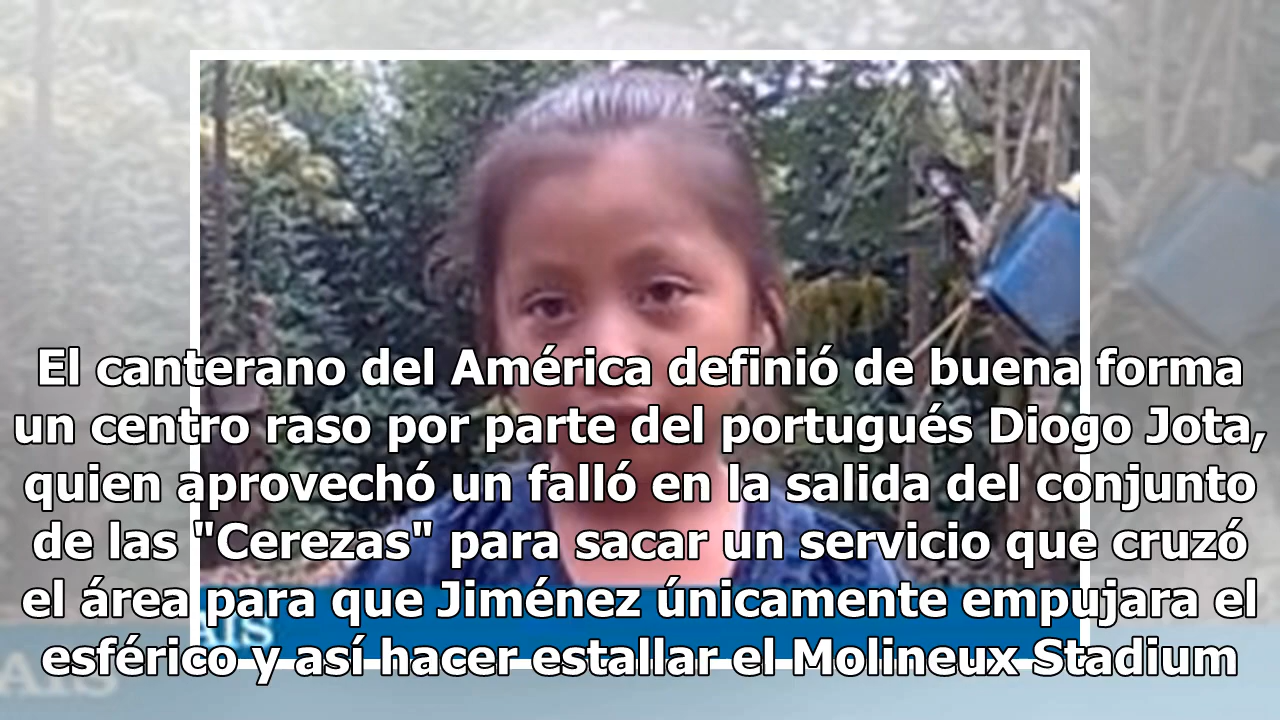 El canterano del América definió de buena forma
un centro raso por parte del portugués Diogo Jota,
quien aprovechó un falló en la salida del conjunto
de las "Cerezas" para sacar un servicio que cruzó
el área para que Jiménez únicamente empujara el
esférico y así hacer estallar el Molineux Stadium
AÍS